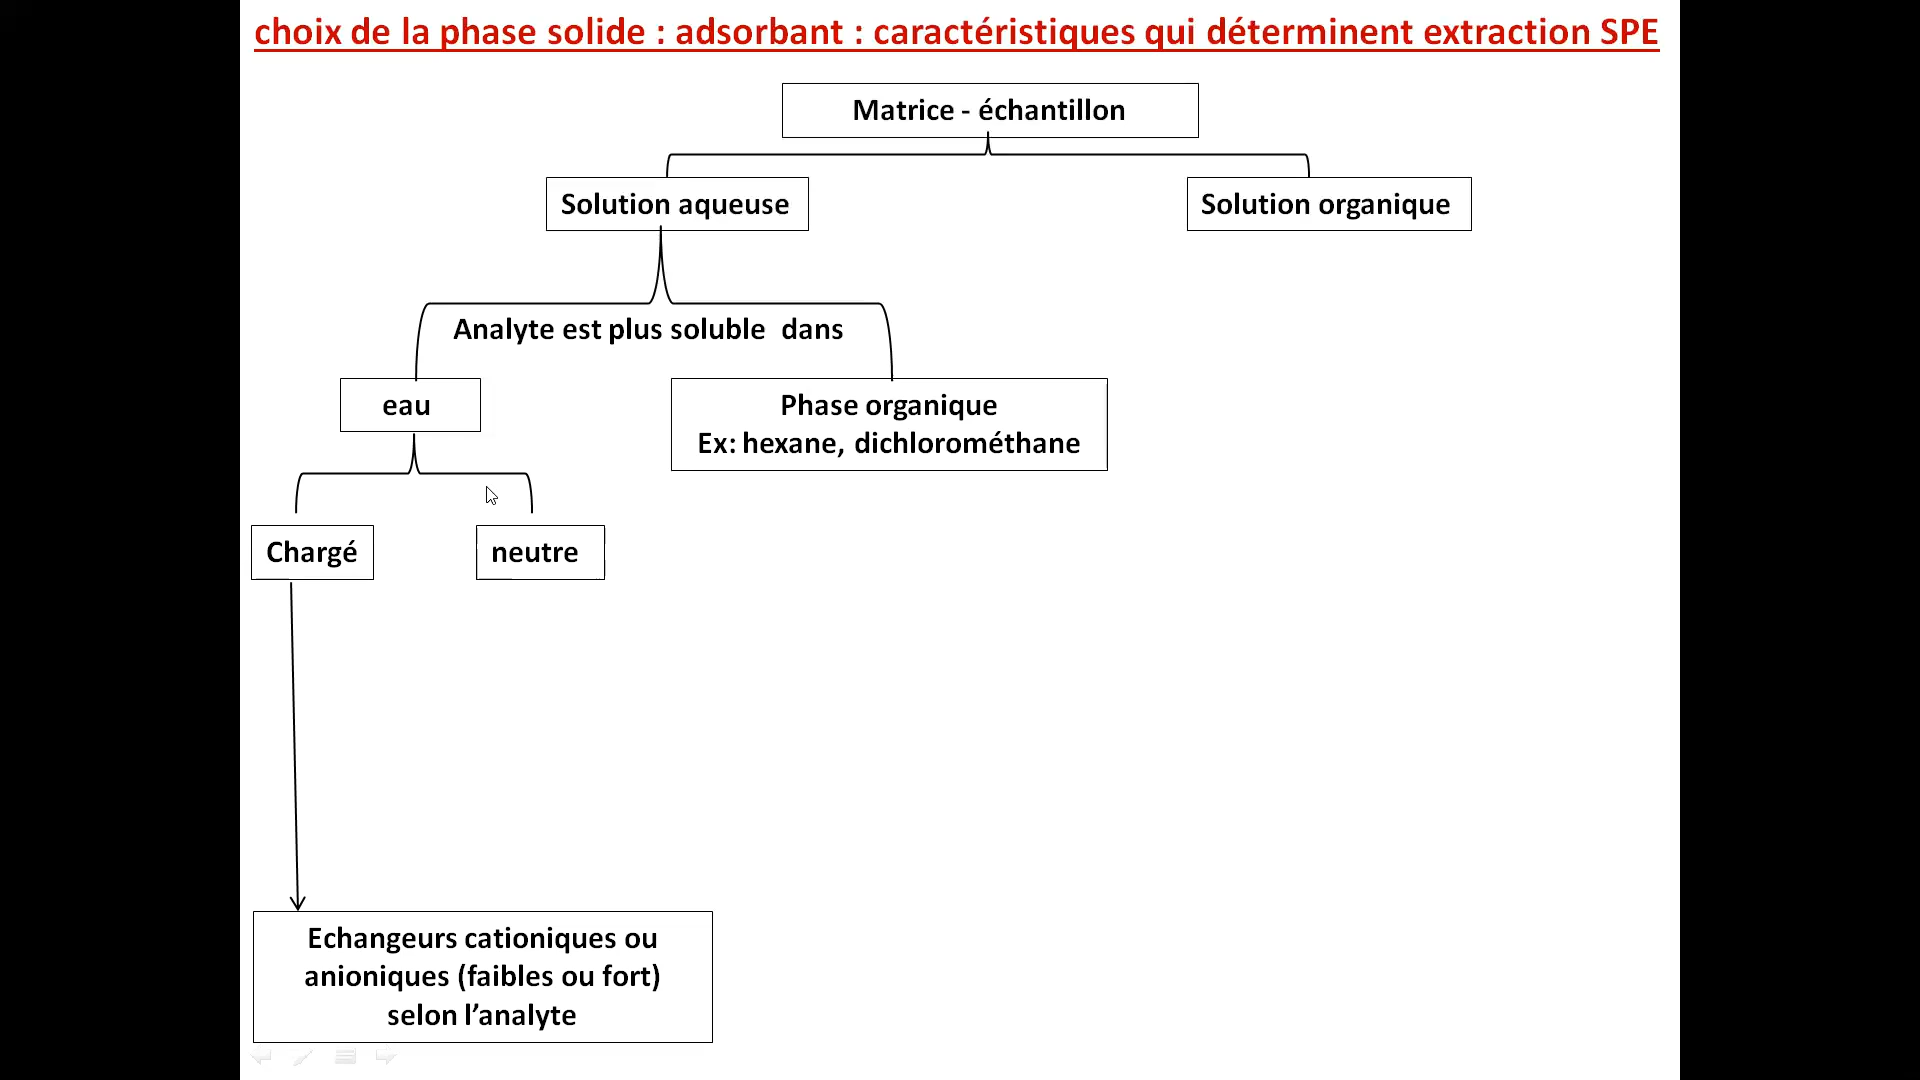 choix de la phase solide : adsorbant : caractéristiques qui déterminent extraction SPE
Matrice - échantillon
Solution aqueuse
Solution organique
Analyte est plus soluble dans
eau
Phase organique
Ex: hexane, dichlorométhane
Chargé
neutre
Echangeurs cationiques ou
anioniques (faibles ou fort)
selon l’analyte